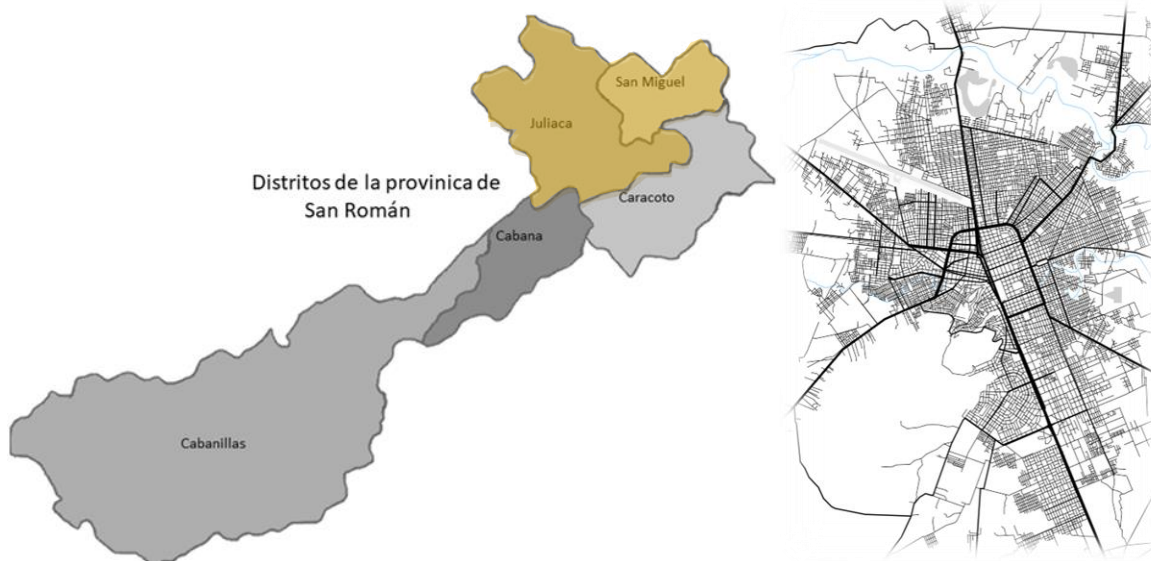 San Miguel
Juliaca
Distritos de la provinica de
San Román
Caracoto
Cabana
Cabanillas